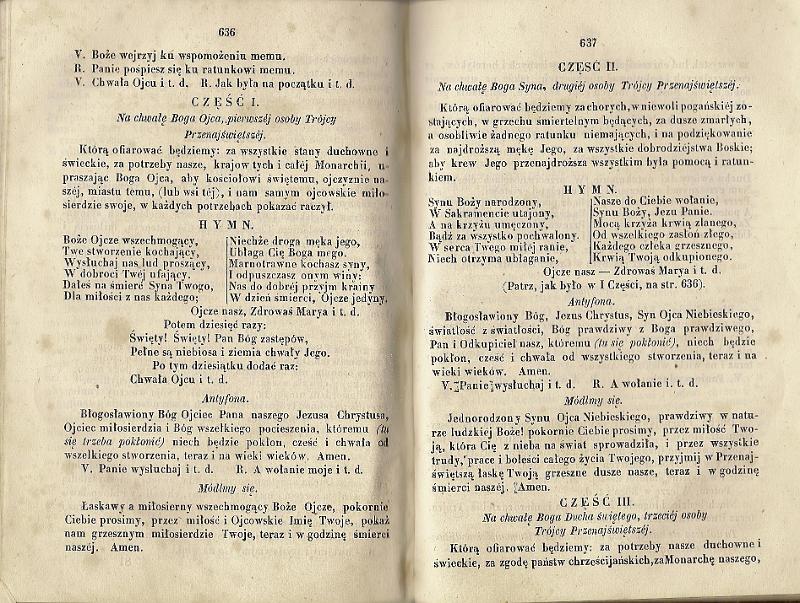 636
V. Boże wejrzyj ku wspomożeniu memu.
R. Panie pospiesz się ku ratunkowi memu.
V. Chwała Ojcu i t. d. R. Jak była na początku i t. d.
CZĘŚĆ I.
Na chwałę Boga Ojca, pierwszéj osoby Trójcy
Przenajświętszéj.
Którą ofiarować będziemy: za wszystkie stany duchowne i
świeckie, za potrzeby nasze, krajow tych i całéj Monarchii, u-
praszając Boga Ojca, aby kościołowi świętemu, ojczyznie na-
széj, miastu temu, (lub wsi téj), i nam samym ojcowskie miło-
sierdzie swoje, w każdych potrzebach pokazać raczył.
HYMN.
Boże Ojcze wszechmogący,
Twe stworzenie kochający,
Wysłuchaj nas lud proszący,
W dobroci Twéj ufający.
Dałeś na śmierć Syna Twogo,
Dla miłości z nas każdego;
Niechże droga męka jego,
Ubłaga Cię Boga mego.
Marnotrawne kochasz syny,
I odpuszczasz onym winy:
Nas do dobréj przyjm krainy
W dzień śmierci, Ojcze jedyny,
Ojcze nasz, Zdrowaś Marya i t. d.
Potem dziesięć razy:
Święty! Święty! Pan Bóg zastępów,
Pełne są niebiosa i ziemia chwały Jego.
Po tym dziesiątku dodać raz:
Chwała Ojcu i t. d.
Antyfona.
Błogosławiony Bóg Ojciec Pana naszego Jezusa Chrystusa,
Ojciec miłosierdzia i Bóg wszelkiego pocieszenia, któremu (tu
się trzeba pokłonić) niech będzie pokłon, cześć i chwała od
wszelkiego stworzenia, teraz i na wieki wieków. Amen.
V. Panie wysłuchaj i t. d. R. A wołanie moje i t. d.
Módlmy się.
Łaskawy a miłosierny wszechmogący Boże Ojcze, pokornie
Ciebie prosimy, przez miłość i Ojcowskie Imię Twoje, pokaż
nam grzesznym miłosierdzie Twoje, teraz i w godzinę śmierci
naszéj. Amen.
637
CZĘŚĆ II.
Na chwałę Boga Syna, drugiéj osoby Trójcy Przenajświętszéj.
Którą ofiarować będziemy za chorych, w niewoli pogańskiéj zo-
stających, w grzechu śmiertelnym będących, za dusze zmarłych,
a osobliwie żadnego ratunku niemających, i na podziękowanie
za najdroższą mękę Jego, za wszystkie dobrodziejstwa Boskie;
aby krew Jego przenajdroższa wszystkim była pomocą i ratun-
kiem.
HYMN.
Synu Boży narodzony,
W Sakramencie utajony,
A na krzyżu umęczony,
Bądź za wszystko pochwalony.
W serca Twego miłéj ranie,
Niech otrzyma ubłaganie,
Nasze do Ciebie wołanie,
Synu Boży, Jezu Panie.
Mocą krzyża krwią zlanego,
Od wszelkiego zasłoń złego,
Każdego człeka grzesznego,
Krwią Twoją odkupionego.
Ojcze nasz — Zdrowaś Marya i t. d.
(Patrz, jak było w I Części, na str. 636).
Antyfona.
Błogosławiony Bóg, Jezus Chrystus, Syn Ojca Niebieskiego,
światłość z światłości, Bóg prawdziwy z Boga prawdziwego,
Pan i Odkupiciel nasz, któremu (tu się pokłonić), niech będzie
pokłon, cześć i chwała od wszystkiego stworzenia, teraz i na
wieki wieków. Amen.
V. Panie wysłuchaj i t. d. R. A wołanie i. t. d.
Módlmy się.
Jednorodzony Synu Ojca Niebieskiego, prawdziwy w natu-
rze ludzkiej Boże! pokornie Ciebie prosimy, przez miłość Two-
ją, która Cię z nieba na świat sprowadziła, i przez wszystkie
trudy, prace i boleści całego życia Twojego, przyjmij w Przenaj-
świętszą łaskę Twoją grzeszne dusze nasze, teraz i w godzinę
śmierci naszéj. Amen.
CZĘŚĆ III.
Na chwałę Boga Ducha świętego, trzeciéj osoby
Trójcy Przenajświętszéj.
Którą ofiarować będziemy: za potrzeby nasze duchowne i
świeckie, za zgodę państw chrześcijańskich, za Monarchę naszego,